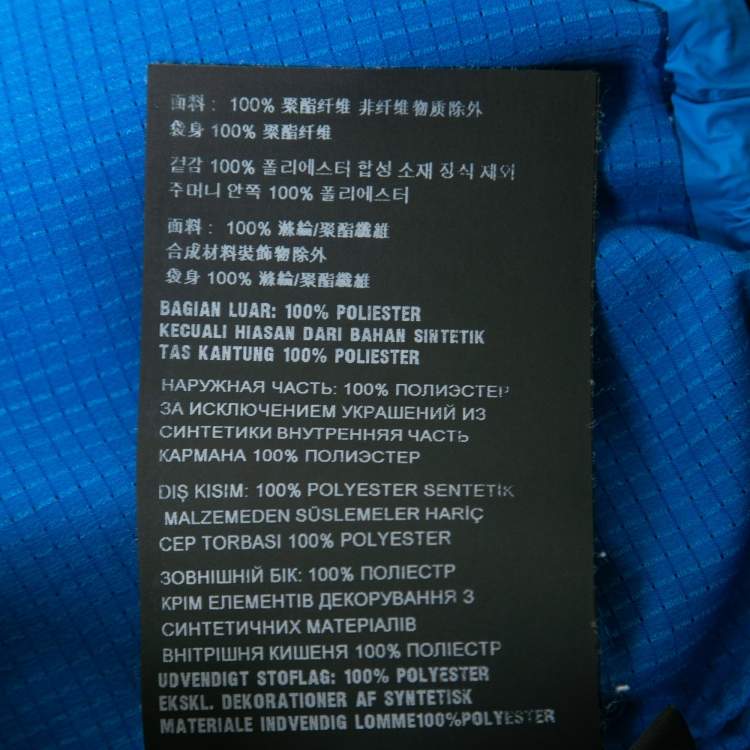 面料： 100% 聚酯纤维 非纤维物质除外
袋身 100% 聚酯纤维
겉감 100% 폴리에스터 합성 소재 장식 제외
주머니 안쪽 100% 폴리에스터
面料： 100% 滌綸/聚酯纖維
合成材料裝飾物除外
袋身 100% 滌綸/聚酯纖維
BAGIAN LUAR: 100% POLIESTER
KECUALI HIASAN DARI BAHAN SINTETIK
TAS KANTUNG 100% POLIESTER
НАРУЖНАЯ ЧАСТЬ: 100% ПОЛИЭСТЕР
ЗА ИСКЛЮЧЕНИЕМ УКРАШЕНИЙ ИЗ
СИНТЕТИКИ ВНУТРЕННЯЯ ЧАСТЬ
КАРМАНА 100% ПОЛИЭСТЕР
DIŞ KISIM: 100% POLYESTER SENTETİK
MALZEMEDEN SÜSLEMELER HARİÇ
CEP TORBASI 100% POLYESTER
ЗОВНІШНІЙ БІК: 100% ПОЛІЕСТР
КРІМ ЕЛЕМЕНТІВ ДЕКОРУВАННЯ З
СИНТЕТИЧНИХ МАТЕРІАЛІВ
ВНІТРІШНЯ КИШЕНЯ 100% ПОЛІЕСТР
UDVENDIGT STOFLAG: 100% POLYESTER
EKSKL. DEKORATIONER AF SYNTETISK
MATERIALE INDVENDIG LOMME100%POLYESTER